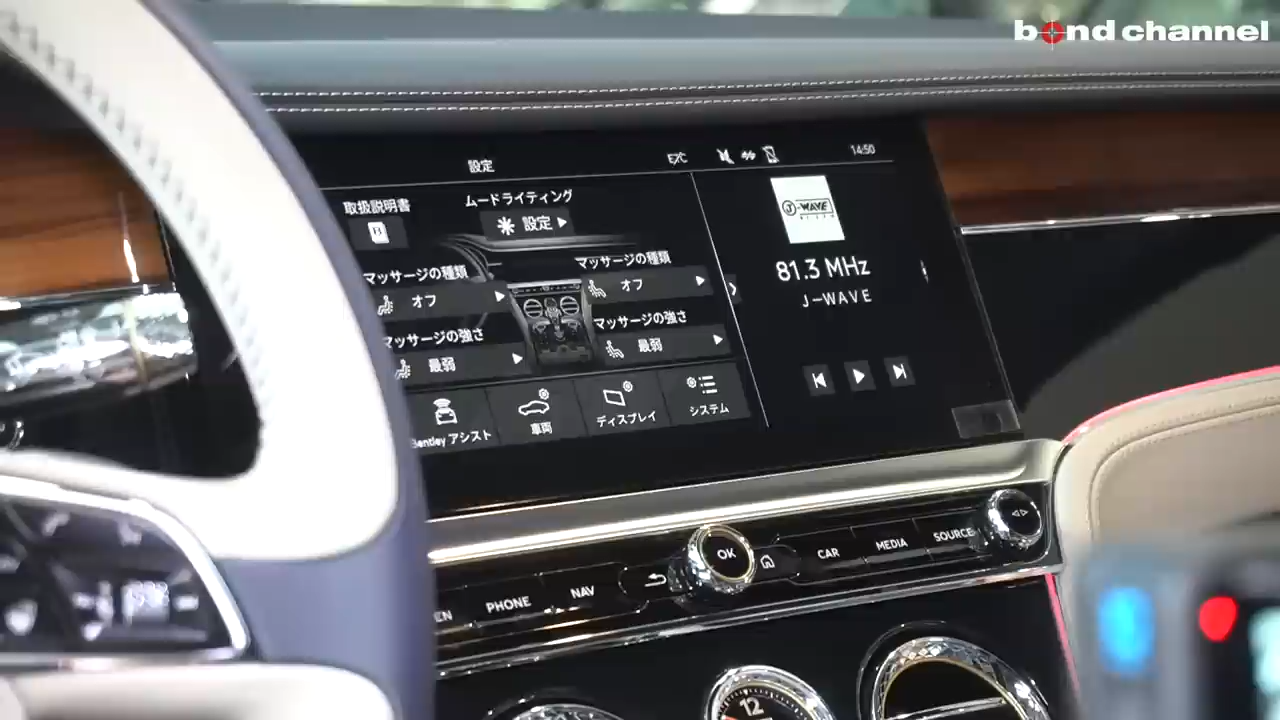 bond channel
設定
E/C
14:50
取扱説明書
ムードライティング
設定
J-WAVE
マッサージの種類
オフ
マッサージの種類
オフ
81.3 MHz
J-WAVE
マッサージの強さ
最弱
マッサージの強さ
最弱
Bentley アシスト
車両
ディスプレイ
システム
PHONE
NAV
OK
CAR
MEDIA
SOURCE
12